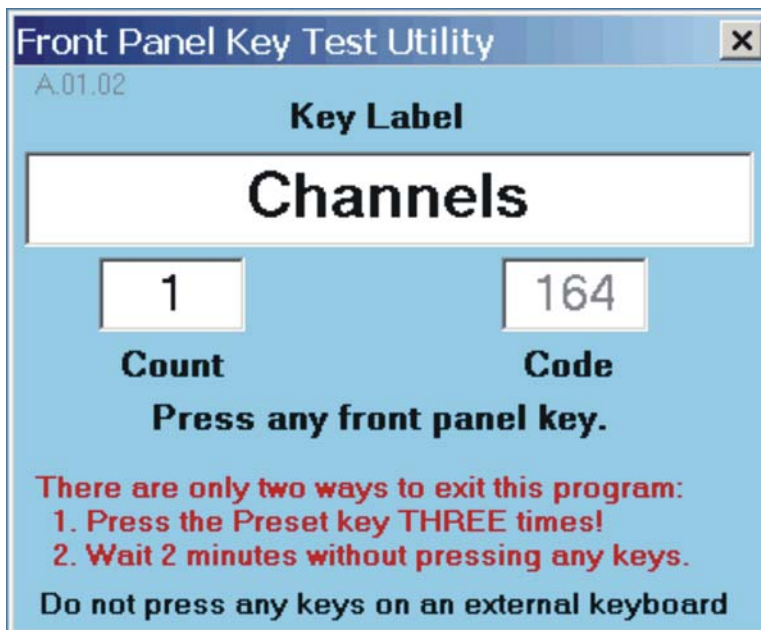 Front Panel Key Test Utility
A.01.02
Key Label
Channels
1 164
Count Code
Press any front panel key.
There are only two ways to exit this program:
1. Press the Preset key THREE times!
2. Wait 2 minutes without pressing any keys.
Do not press any keys on an external keyboard